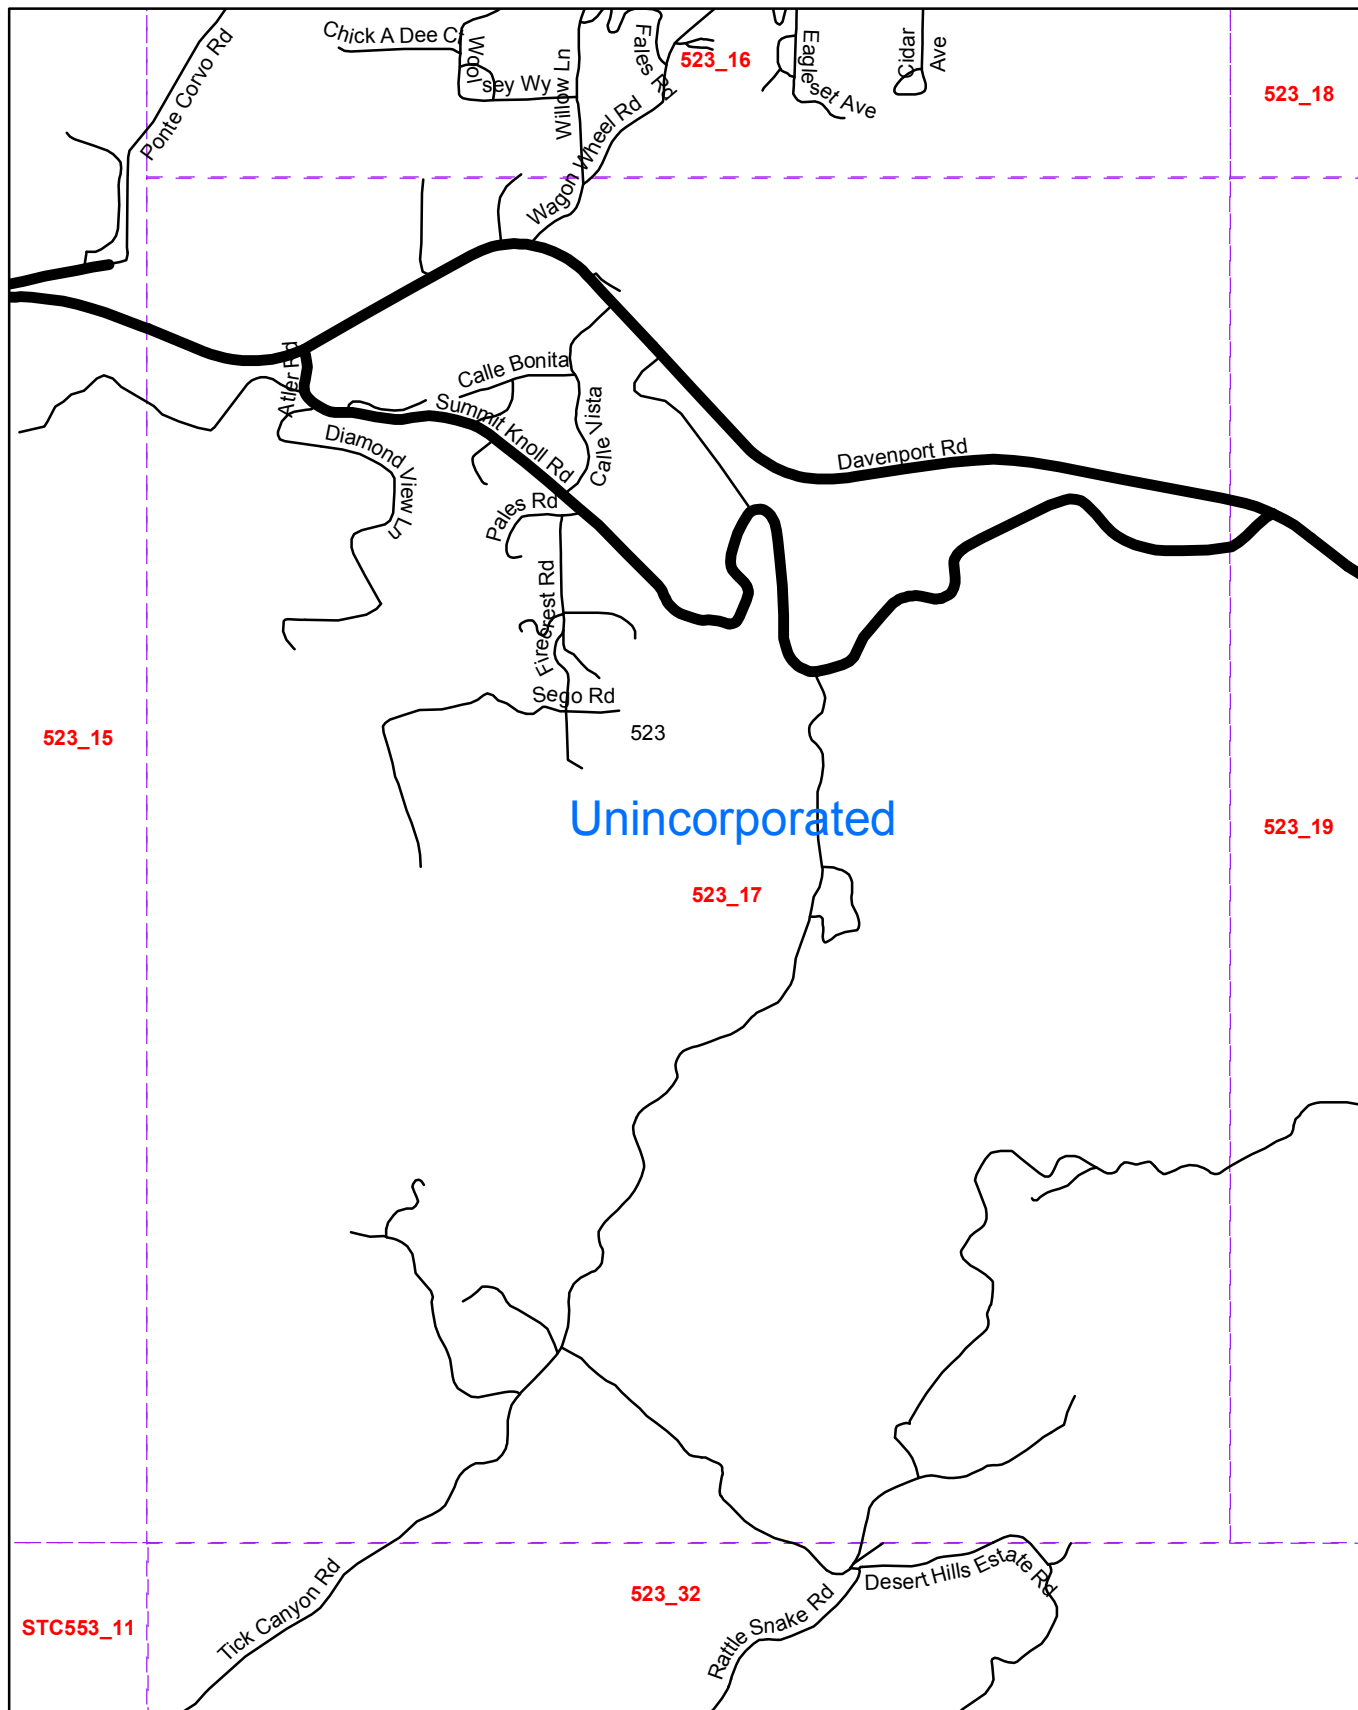 Ponte Corvo Rd
Chick A Dee Ct
Wool
sey Wy
Willow Ln
Fales Rd
523_16
Eagle
set Ave
Cidar
Ave
523_18
Wagon Wheel Rd
Atler Rd
Calle Bonita
Summit Knoll Rd
Calle Vista
Diamond View Ln
Davenport Rd
Pales Rd
Firecrest Rd
Sego Rd
523
523_15
Unincorporated
523_19
523_17
Tick Canyon Rd
523_32
Rattle Snake Rd
Desert Hills Estate Rd
STC553_11